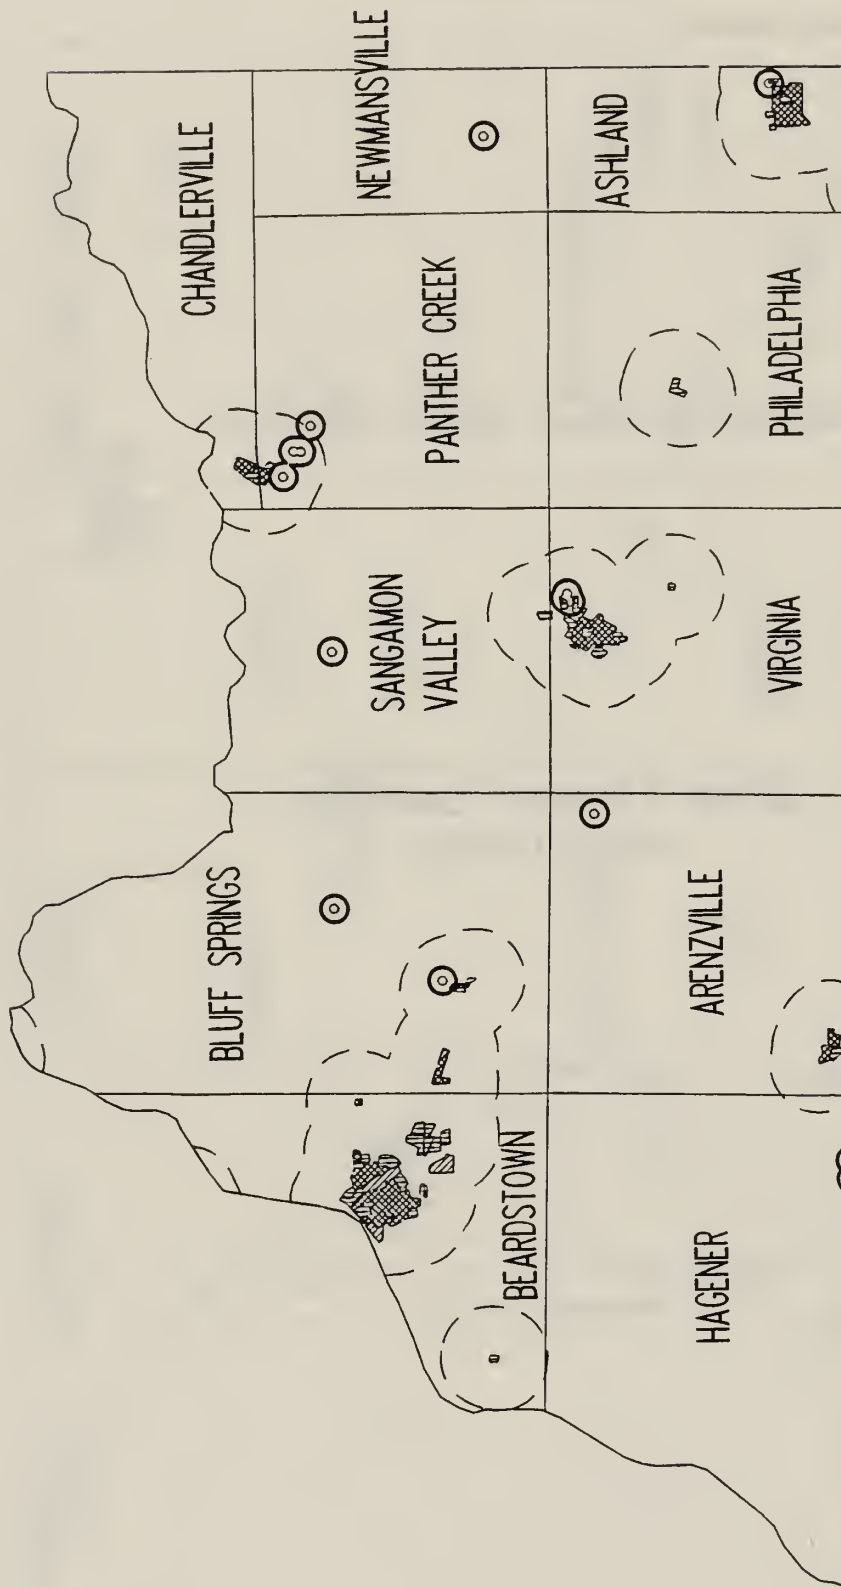 CHANDLERVILLE
NEWMANSVILLE
ASHLAND
PANTHER CREEK
PHILADELPHIA
SANGAMON
VALLEY
VIRGINIA
BLUFF SPRINGS
ARENZVILLE
BEARDSTOWN
HAGENER